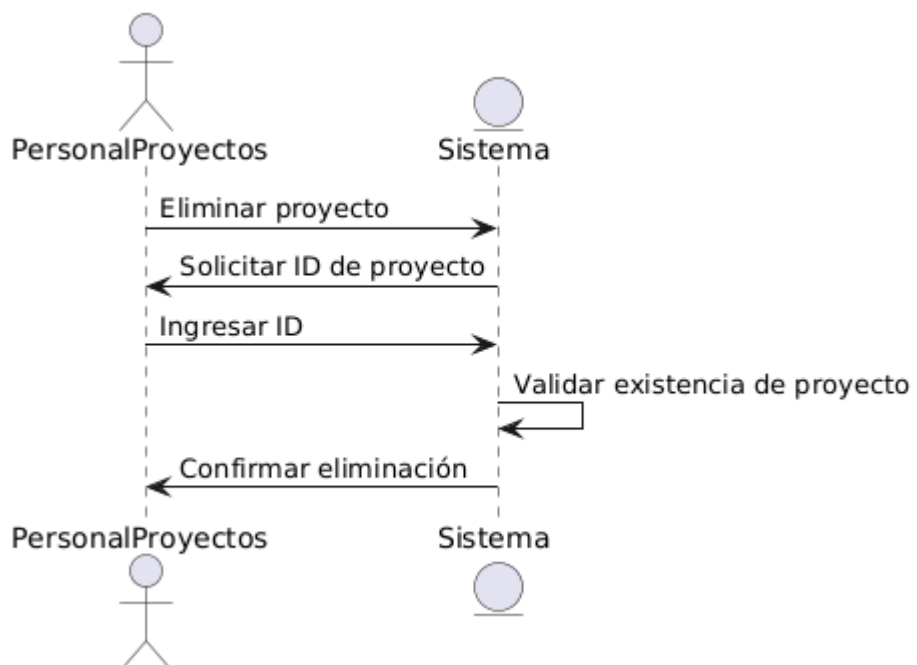 PersonalProyectos
Sistema
Eliminar proyecto
Solicitar ID de proyecto
Ingresar ID
Validar existencia de proyecto
Confirmar eliminación
PersonalProyectos
Sistema